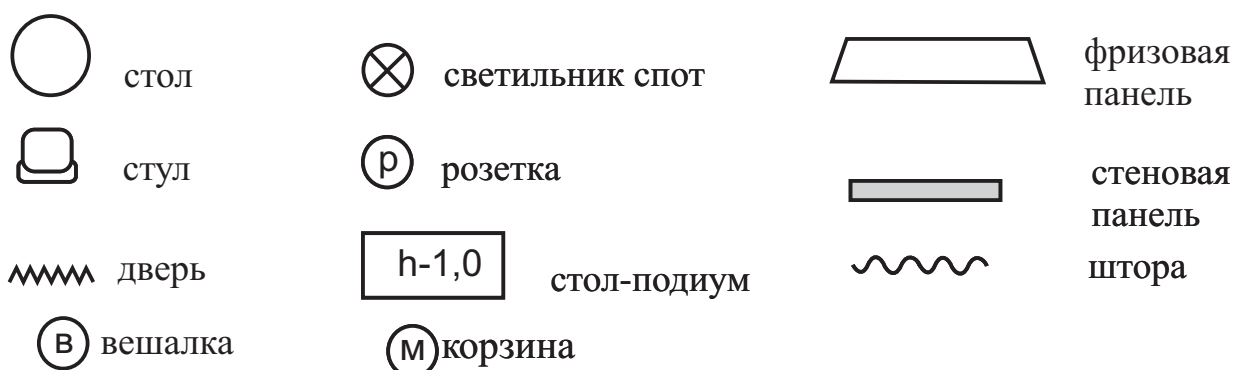 стол
светильник спот
фризовая
панель
стул
р
розетка
стеновая
панель
дверь
h-1,0
стол-подиум
штора
в
вешалка
м
корзина